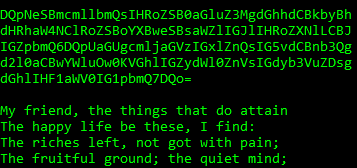 DQpNeSBmcmllbmQsIHRoZSB0aGluZ3MgdGhhdCBkbyBh
dHRhaW4NClRoZSBoYXBweSBsaWZlIGJlIHRoZXNlLCBJ
IGZpbmQ6DQpUaGUgcmljaGVzIGxlZnQsIG5vdCBnb3Qg
d2l0aCBwYWluOw0KVGhlIGZydWl0ZnVsIGdyb3VuZDsg
dGhlIHF1aWV0IG1pbmQ7DQo=
My friend, the things that do attain
The happy life be these, I find:
The riches left, not got with pain;
The fruitful ground; the quiet mind;